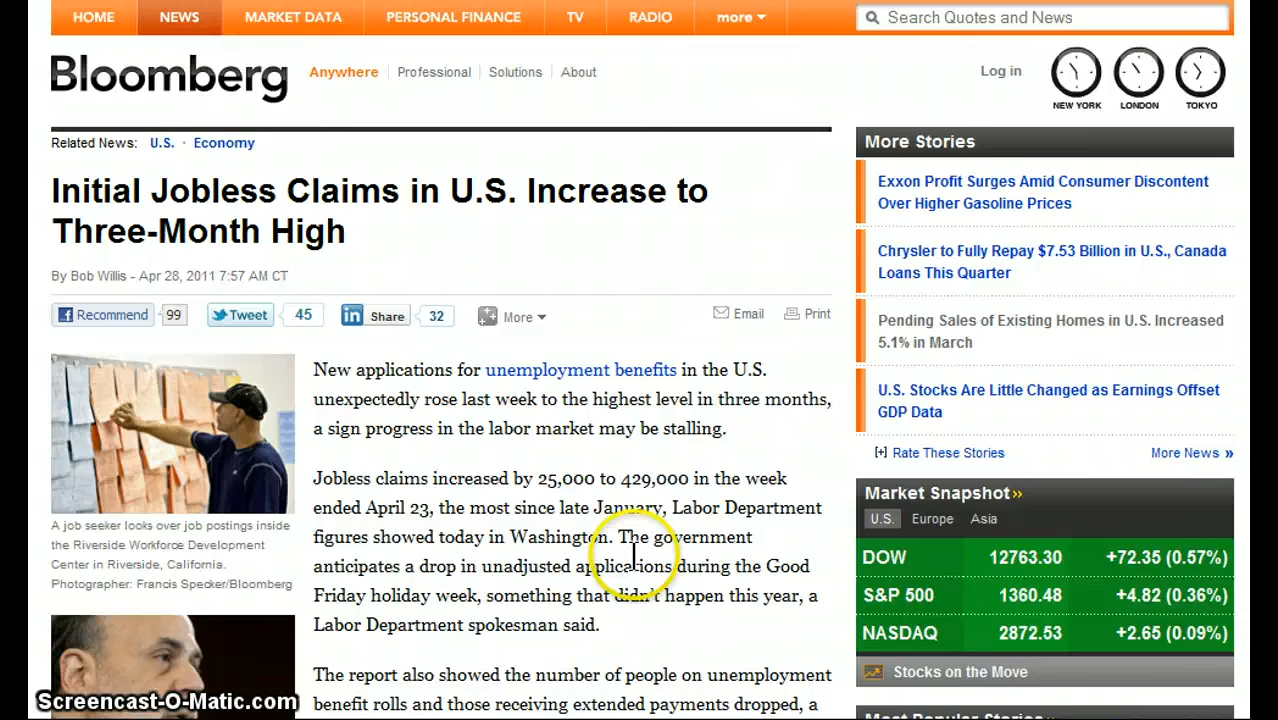 HOME NEWS MARKET DATA PERSONAL FINANCE TV RADIO more
Search Quotes and News
Bloomberg
Anywhere Professional Solutions About
Log in
NEW YORK LONDON TOKYO
Related News: U.S. · Economy
Initial Jobless Claims in U.S. Increase to
Three-Month High
By Bob Willis - Apr 28, 2011 7:57 AM CT
Recommend 99 Tweet 45 in Share 32 More Email Print
A job seeker looks over job postings inside
the Riverside Workforce Development
Center in Riverside, California.
Photographer: Francis Specker/Bloomberg
New applications for unemployment benefits in the U.S.
unexpectedly rose last week to the highest level in three months,
a sign progress in the labor market may be stalling.
Jobless claims increased by 25,000 to 429,000 in the week
ended April 23, the most since late January, Labor Department
figures showed today in Washington. The government
anticipates a drop in unadjusted applications during the Good
Friday holiday week, something that didn't happen this year, a
Labor Department spokesman said.
The report also showed the number of people on unemployment
benefit rolls and those receiving extended payments dropped, a
More Stories
Exxon Profit Surges Amid Consumer Discontent
Over Higher Gasoline Prices
Chrysler to Fully Repay $7.53 Billion in U.S., Canada
Loans This Quarter
Pending Sales of Existing Homes in U.S. Increased
5.1% in March
U.S. Stocks Are Little Changed as Earnings Offset
GDP Data
[+] Rate These Stories More News »
Market Snapshot »
U.S. Europe Asia
DOW 12763.30 +72.35 (0.57%)
S&P 500 1360.48 +4.82 (0.36%)
NASDAQ 2872.53 +2.65 (0.09%)
Stocks on the Move
Most Popular Stories »
Screencast-O-Matic.com